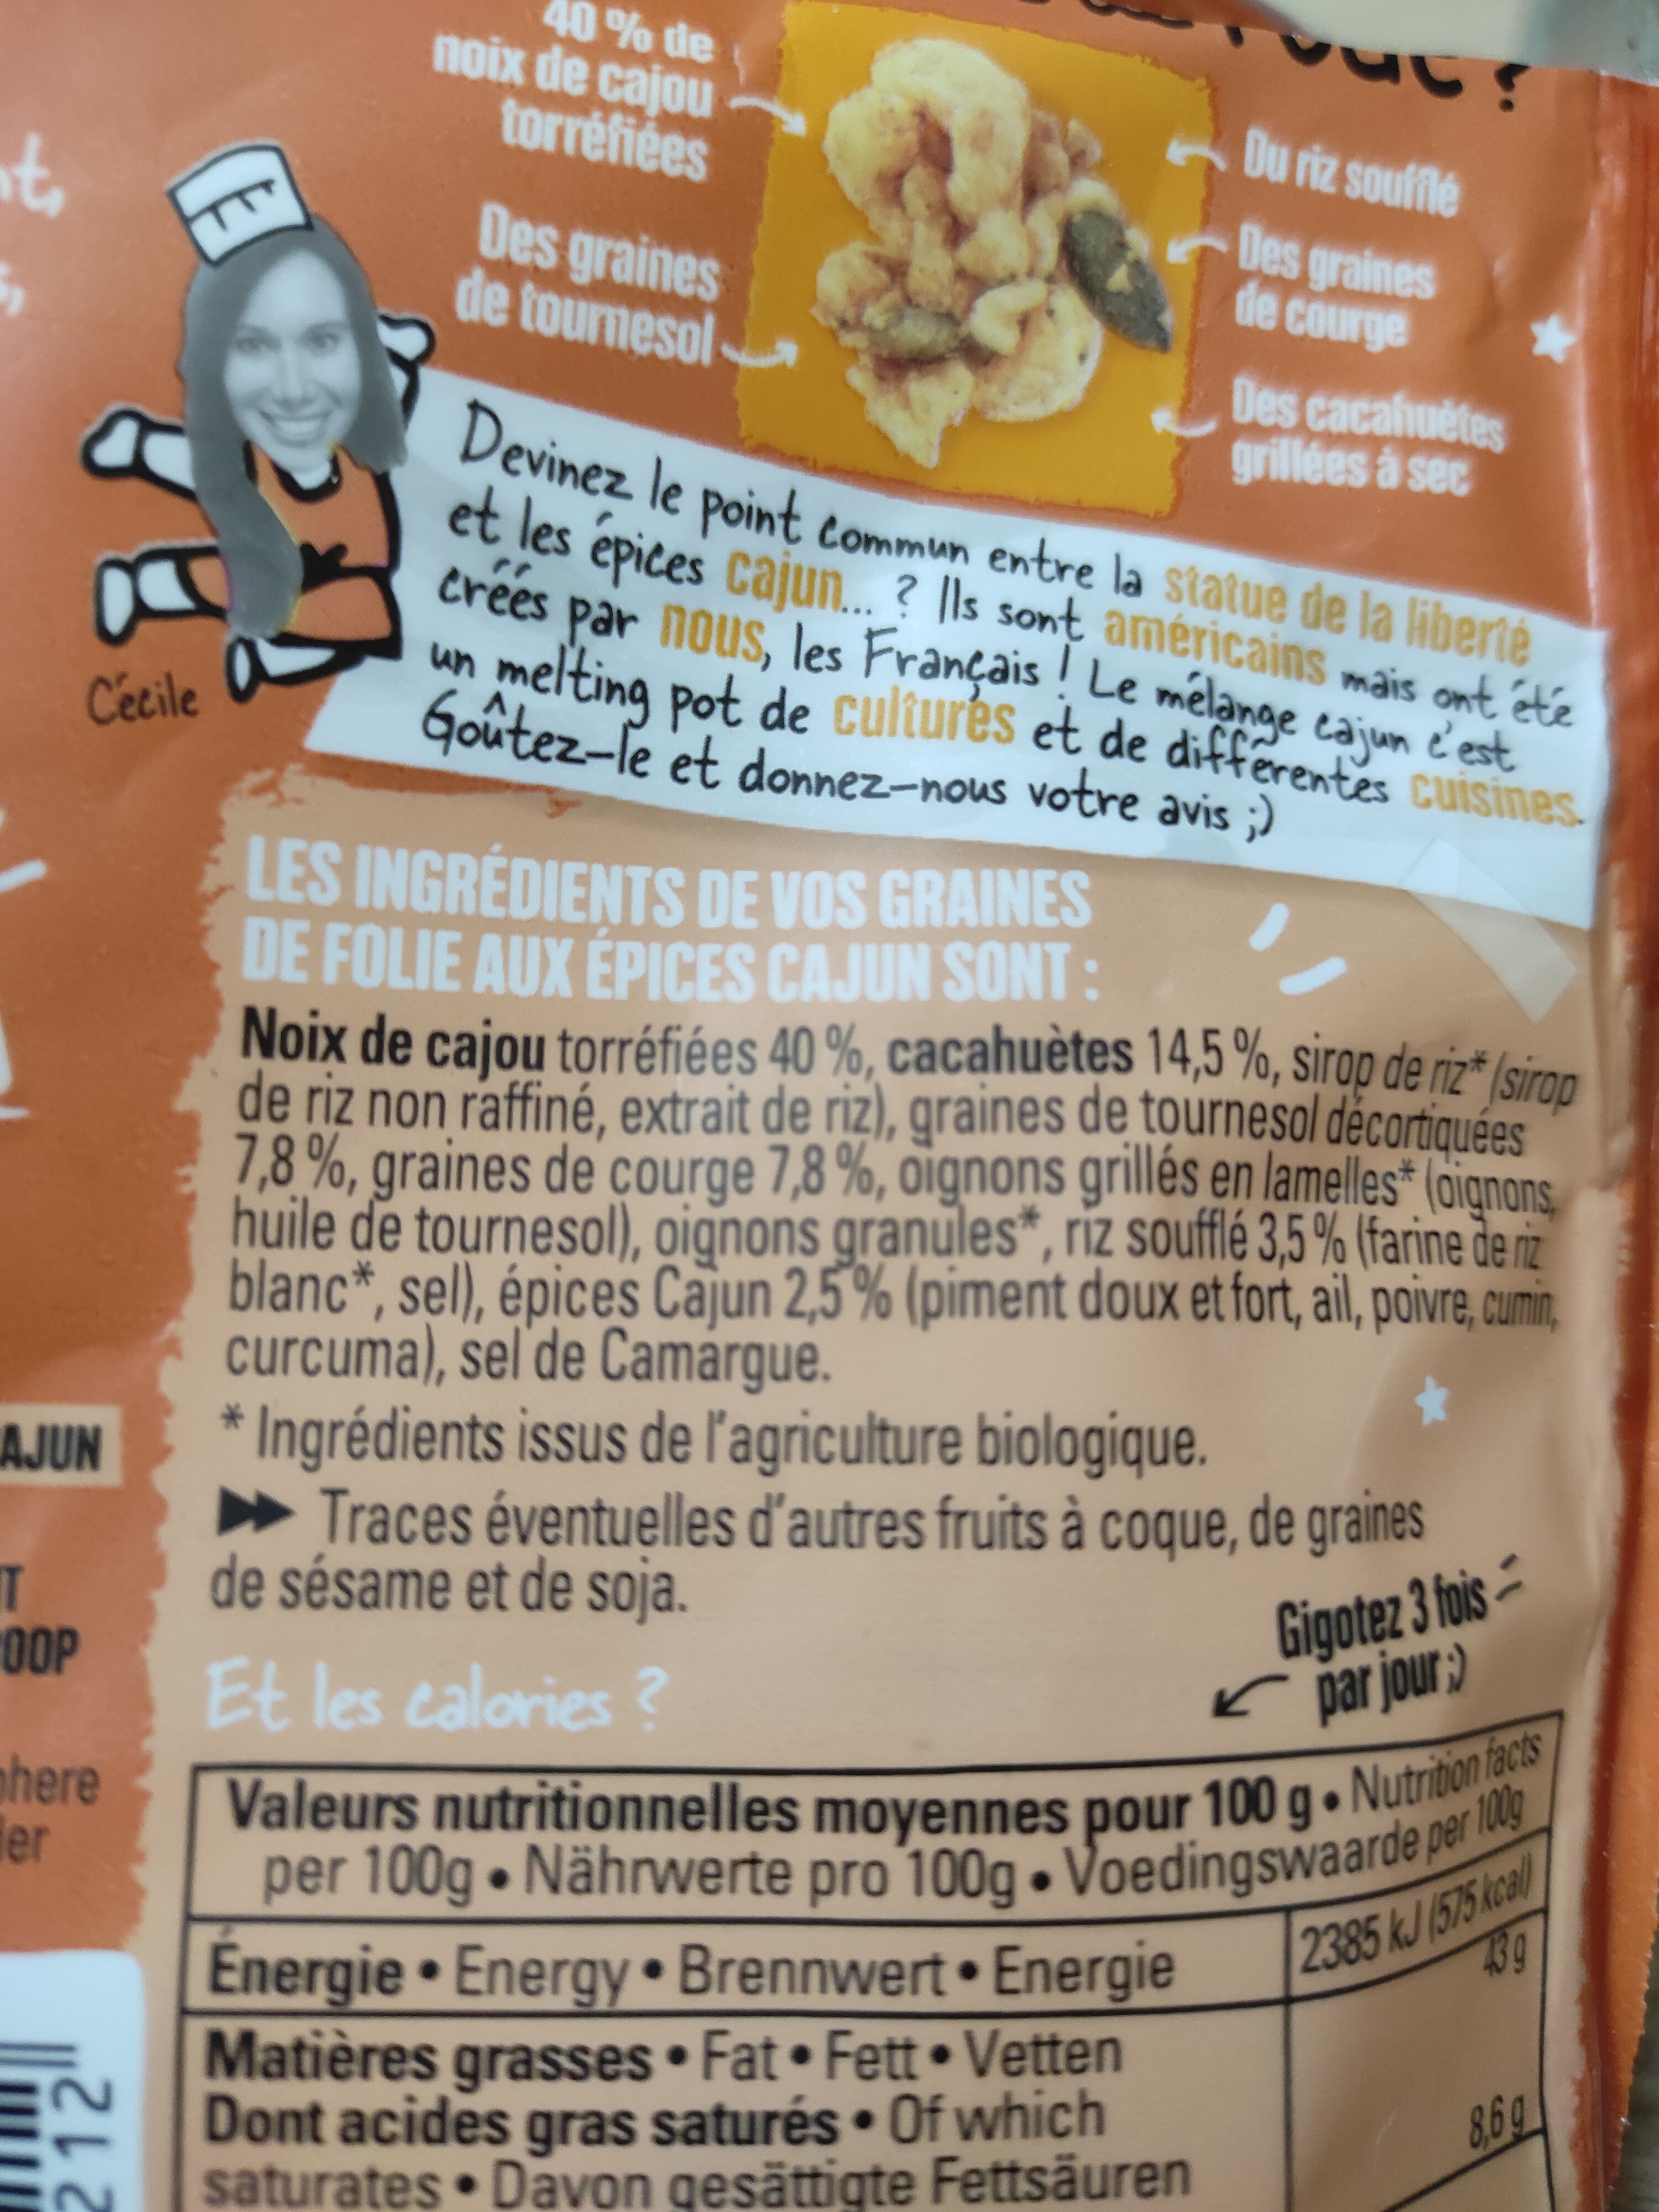 40 % de
noix de cajou
torréfiées
Des graines
de tournesol
Du riz soufflé
Des graines
de courge
Des cacahuètes
grillées à sec
Cécile
Devinez le point commun entre la statue de la liberté
et les épices cajun... ? Ils sont américains mais ont été
créés par nous, les Français ! Le mélange cajun c'est
un melting pot de cultures et de différentes cuisines.
Goûtez-le et donnez-nous votre avis ;)
LES INGRÉDIENTS DE VOS GRAINES
DE FOLIE AUX ÉPICES CAJUN SONT :
Noix de cajou torréfiées 40 %, cacahuètes 14,5 %, sirop de riz* (sirop
de riz non raffiné, extrait de riz), graines de tournesol décortiquées
7,8 %, graines de courge 7,8 %, oignons grillés en lamelles* (oignons,
huile de tournesol), oignons granules*, riz soufflé 3,5 % (farine de riz
blanc*, sel), épices Cajun 2,5 % (piment doux et fort, ail, poivre, cumin,
curcuma), sel de Camargue.
* Ingrédients issus de l'agriculture biologique.
Traces éventuelles d'autres fruits à coque, de graines
de sésame et de soja.
Gigotez 3 fois
par jour ;)
Et les calories ?
Valeurs nutritionnelles moyennes pour 100 g • Nutrition facts
per 100g • Nährwerte pro 100g • Voedingswaarde per 100g
Énergie • Energy • Brennwert • Energie 2385 kJ (575 kcal)
Matières grasses • Fat • Fett • Vetten 43 g
Dont acides gras saturés • Of which 8,6 g
saturates • Davon gesättigte Fettsäuren
AJUN
OOP
here
ier
212